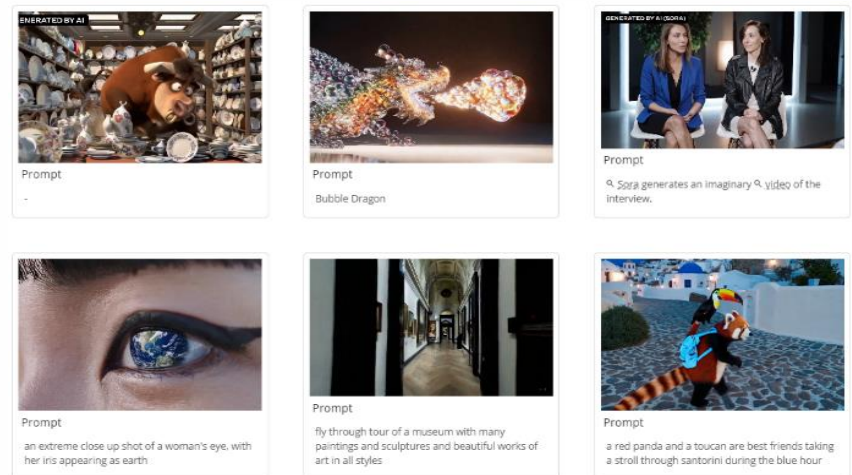 ENERATED BY AI
GENERATED BY AI (SORA)
Prompt
-
Prompt
Bubble Dragon
Prompt
Sora generates an imaginary video of the
interview.
Prompt
an extreme close up shot of a woman's eye, with
her iris appearing as earth
Prompt
fly through tour of a museum with many
paintings and sculptures and beautiful works of
art in all styles
Prompt
a red panda and a toucan are best friends taking
a stroll through santorini during the blue hour